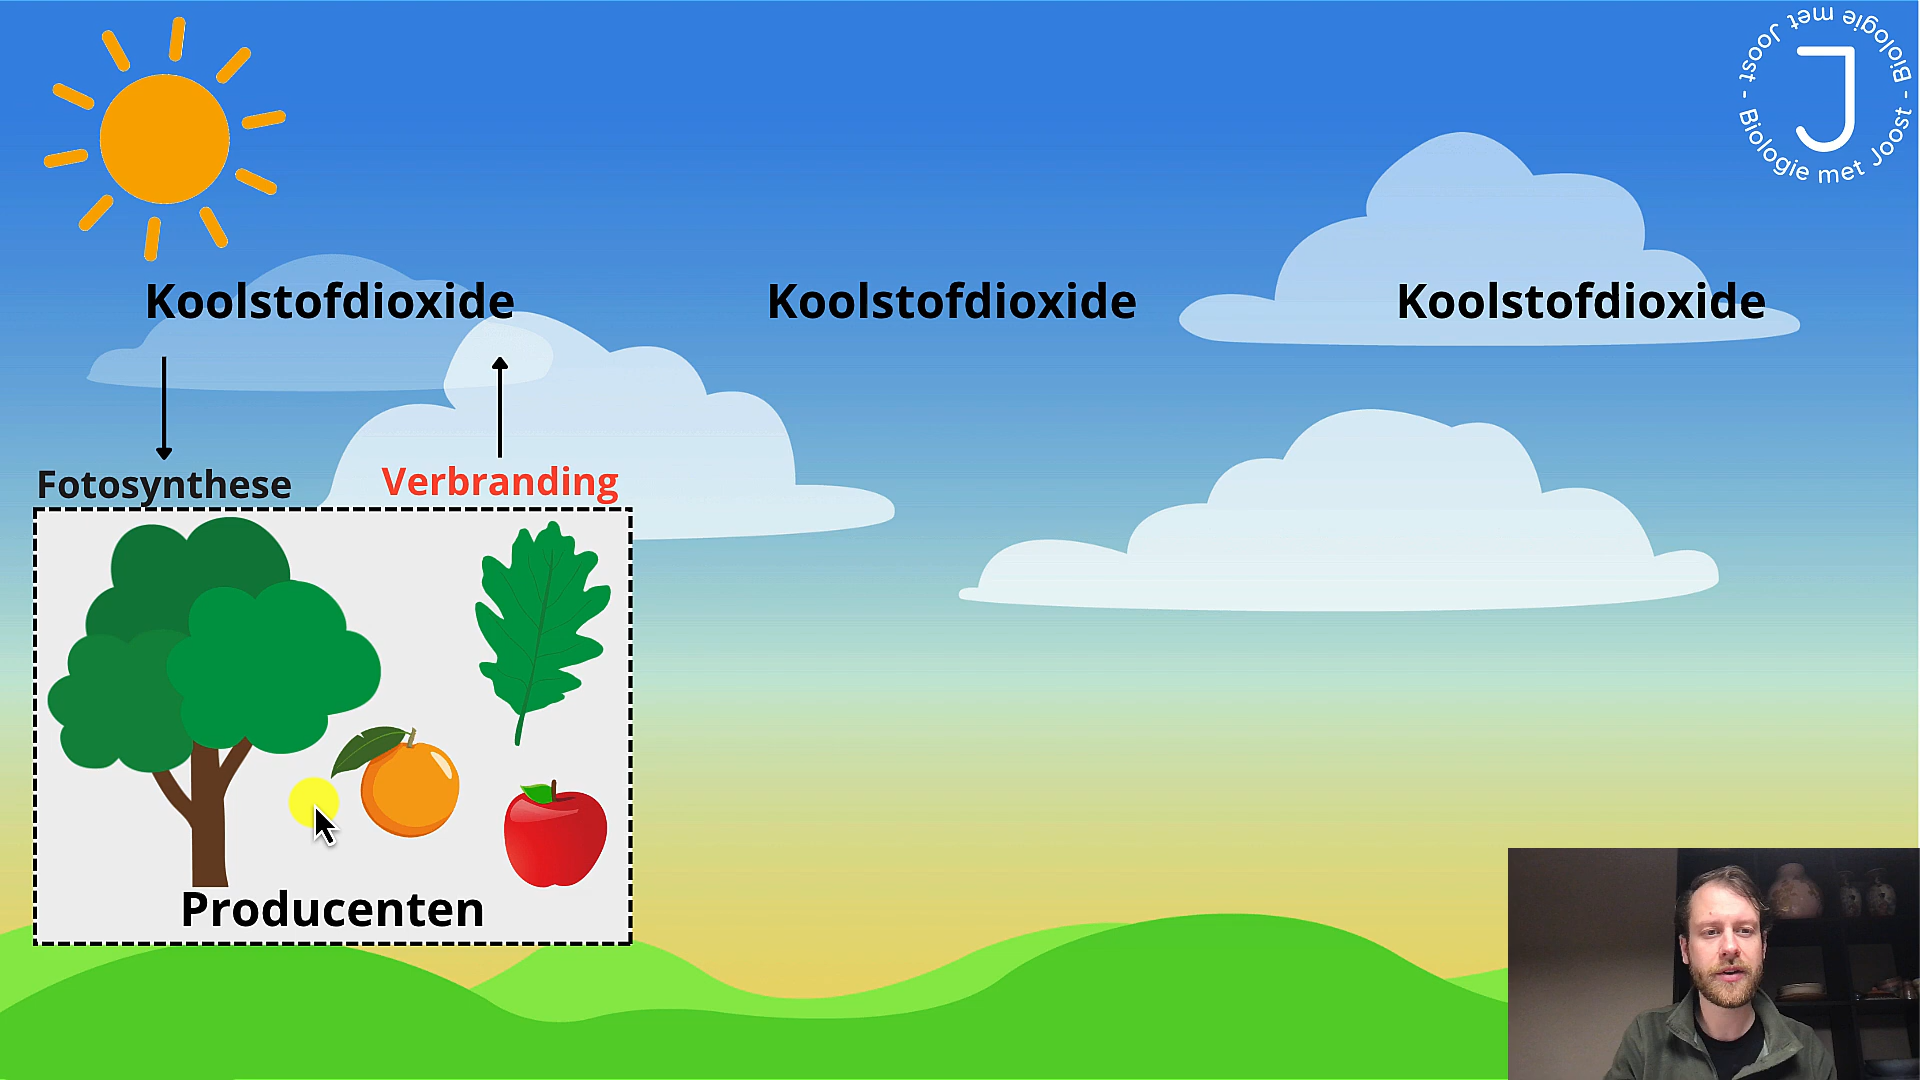 Biologie met Joost - Biologie met Joost -
J
Koolstofdioxide
Koolstofdioxide
Koolstofdioxide
Fotosynthese
Verbranding
Producenten